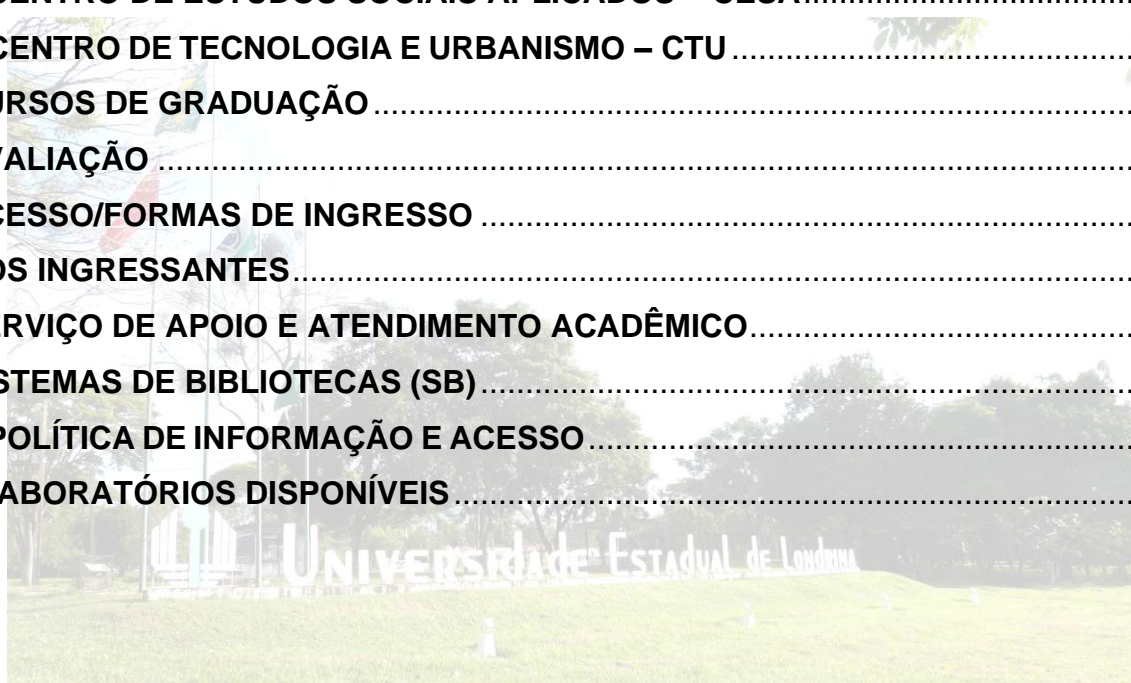 CENTRO DE TECNOLOGIA E URBANISMO – CTU
URSOS DE GRADUAÇÃO
VALIAÇÃO
CESSO/FORMAS DE INGRESSO
OS INGRESSANTES
ERVIÇO DE APOIO E ATENDIMENTO ACADÊMICO
STEMAS DE BIBLIOTECAS (SB)
POLÍTICA DE INFORMAÇÃO E ACESSO
ABORATÓRIOS DISPONÍVEIS
UNIVERSIDADE ESTADUAL de LONDRINA